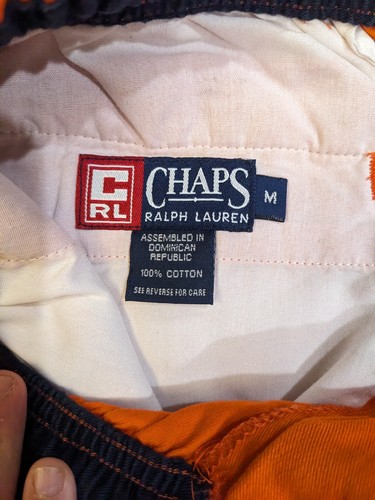 C
RL
CHAPS
RALPH LAUREN
M
ASSEMBLED IN
DOMINICAN
REPUBLIC
100% COTTON
SEE REVERSE FOR CARE